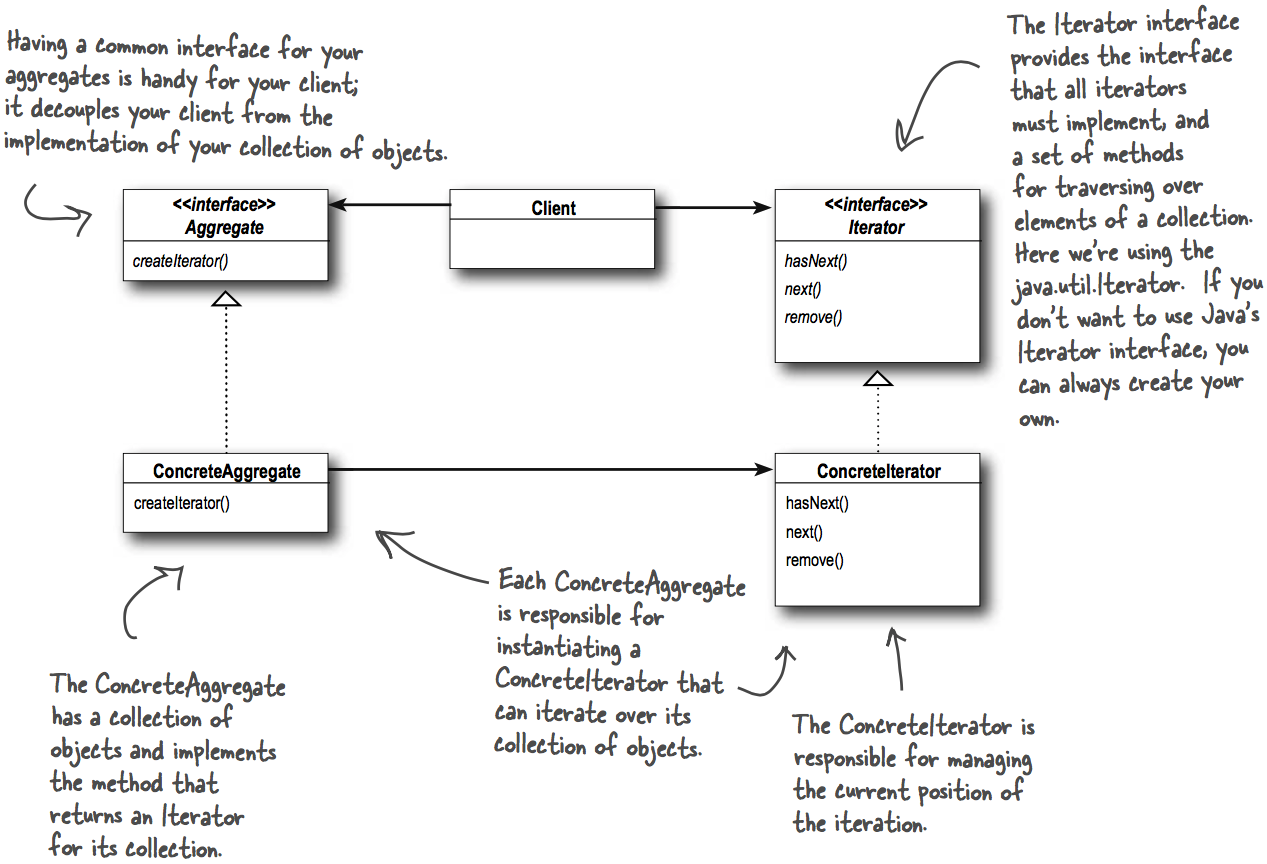 Having a common interface for your
aggregates is handy for your client;
it decouples your client from the
implementation of your collection of objects.
The Iterator interface
provides the interface
that all iterators
must implement, and
a set of methods
for traversing over
elements of a collection.
Here we're using the
java.util.Iterator. If you
don't want to use Java's
Iterator interface, you
can always create your
own.
<<interface>>
Aggregate
createIterator()
Client
<<interface>>
Iterator
hasNext()
next()
remove()
ConcreteAggregate
createIterator()
ConcreteIterator
hasNext()
next()
remove()
Each ConcreteAggregate
is responsible for
instantiating a
ConcreteIterator that
can iterate over its
collection of objects.
The ConcreteAggregate
has a collection of
objects and implements
the method that
returns an Iterator
for its collection.
The ConcreteIterator is
responsible for managing
the current position of
the iteration.